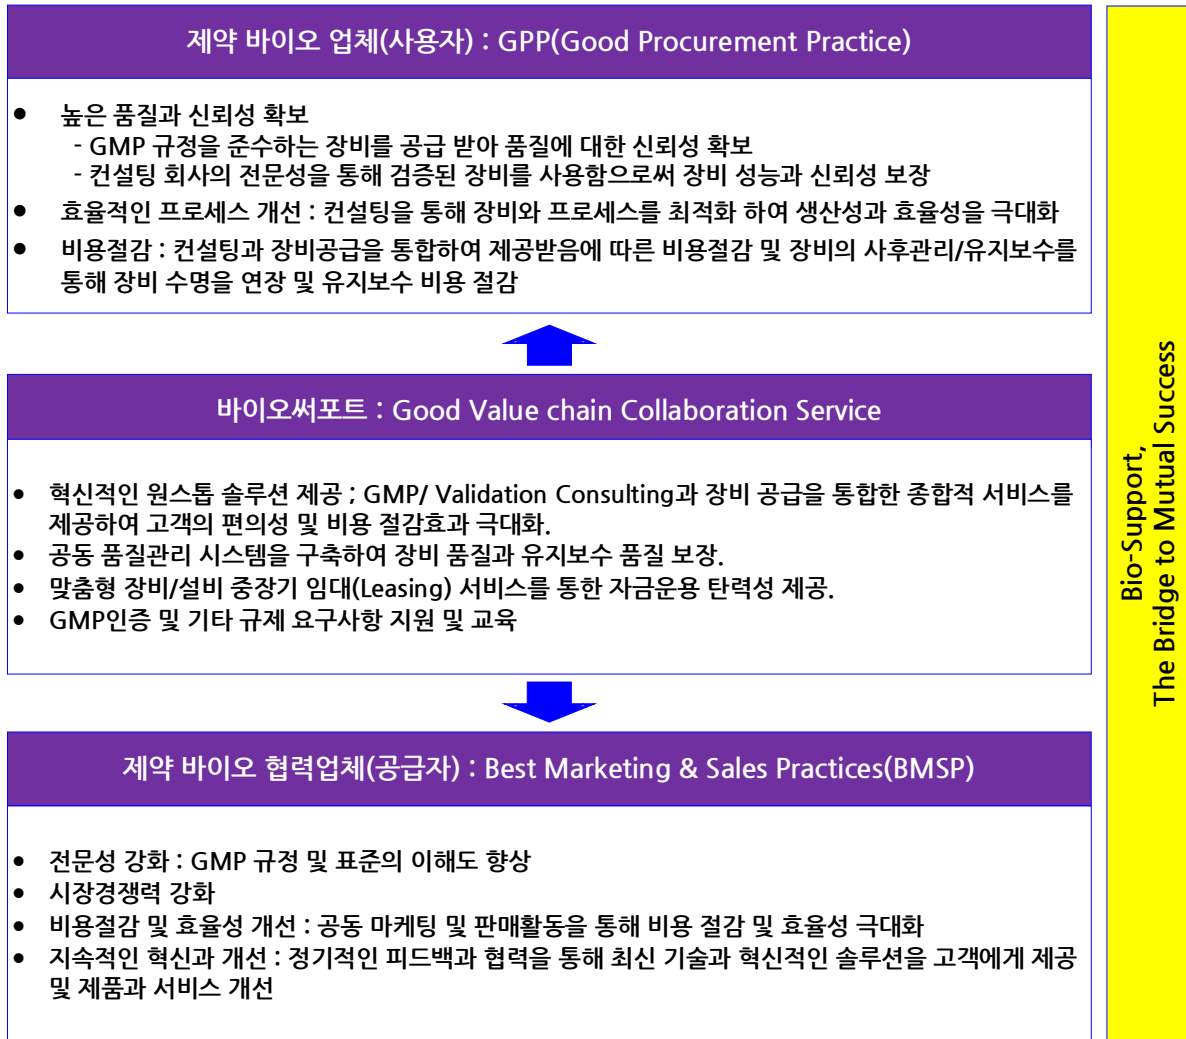 제약 바이오 업체(사용자) : GPP(Good Procurement Practice)
● 높은 품질과 신뢰성 확보
- GMP 규정을 준수하는 장비를 공급 받아 품질에 대한 신뢰성 확보
- 컨설팅 회사의 전문성을 통해 검증된 장비를 사용함으로써 장비 성능과 신뢰성 보장
● 효율적인 프로세스 개선 : 컨설팅을 통해 장비와 프로세스를 최적화 하여 생산성과 효율성을 극대화
● 비용절감 : 컨설팅과 장비공급을 통합하여 제공받음에 따른 비용절감 및 장비의 사후관리/유지보수를
통해 장비 수명을 연장 및 유지보수 비용 절감
바이오써포트 : Good Value chain Collaboration Service
● 혁신적인 원스톱 솔루션 제공 ; GMP/ Validation Consulting과 장비 공급을 통합한 종합적 서비스를
제공하여 고객의 편의성 및 비용 절감효과 극대화.
● 공동 품질관리 시스템을 구축하여 장비 품질과 유지보수 품질 보장.
● 맞춤형 장비/설비 중장기 임대(Leasing) 서비스를 통한 자금운용 탄력성 제공.
● GMP인증 및 기타 규제 요구사항 지원 및 교육
제약 바이오 협력업체(공급자) : Best Marketing & Sales Practices(BMSP)
● 전문성 강화 : GMP 규정 및 표준의 이해도 향상
● 시장경쟁력 강화
● 비용절감 및 효율성 개선 : 공동 마케팅 및 판매활동을 통해 비용 절감 및 효율성 극대화
● 지속적인 혁신과 개선 : 정기적인 피드백과 협력을 통해 최신 기술과 혁신적인 솔루션을 고객에게 제공
및 제품과 서비스 개선
Bio-Support,
The Bridge to Mutual Success